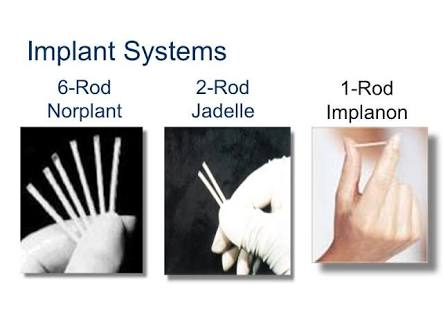 Implant Systems
6-Rod
Norplant
2-Rod
Jadelle
1-Rod
Implanon